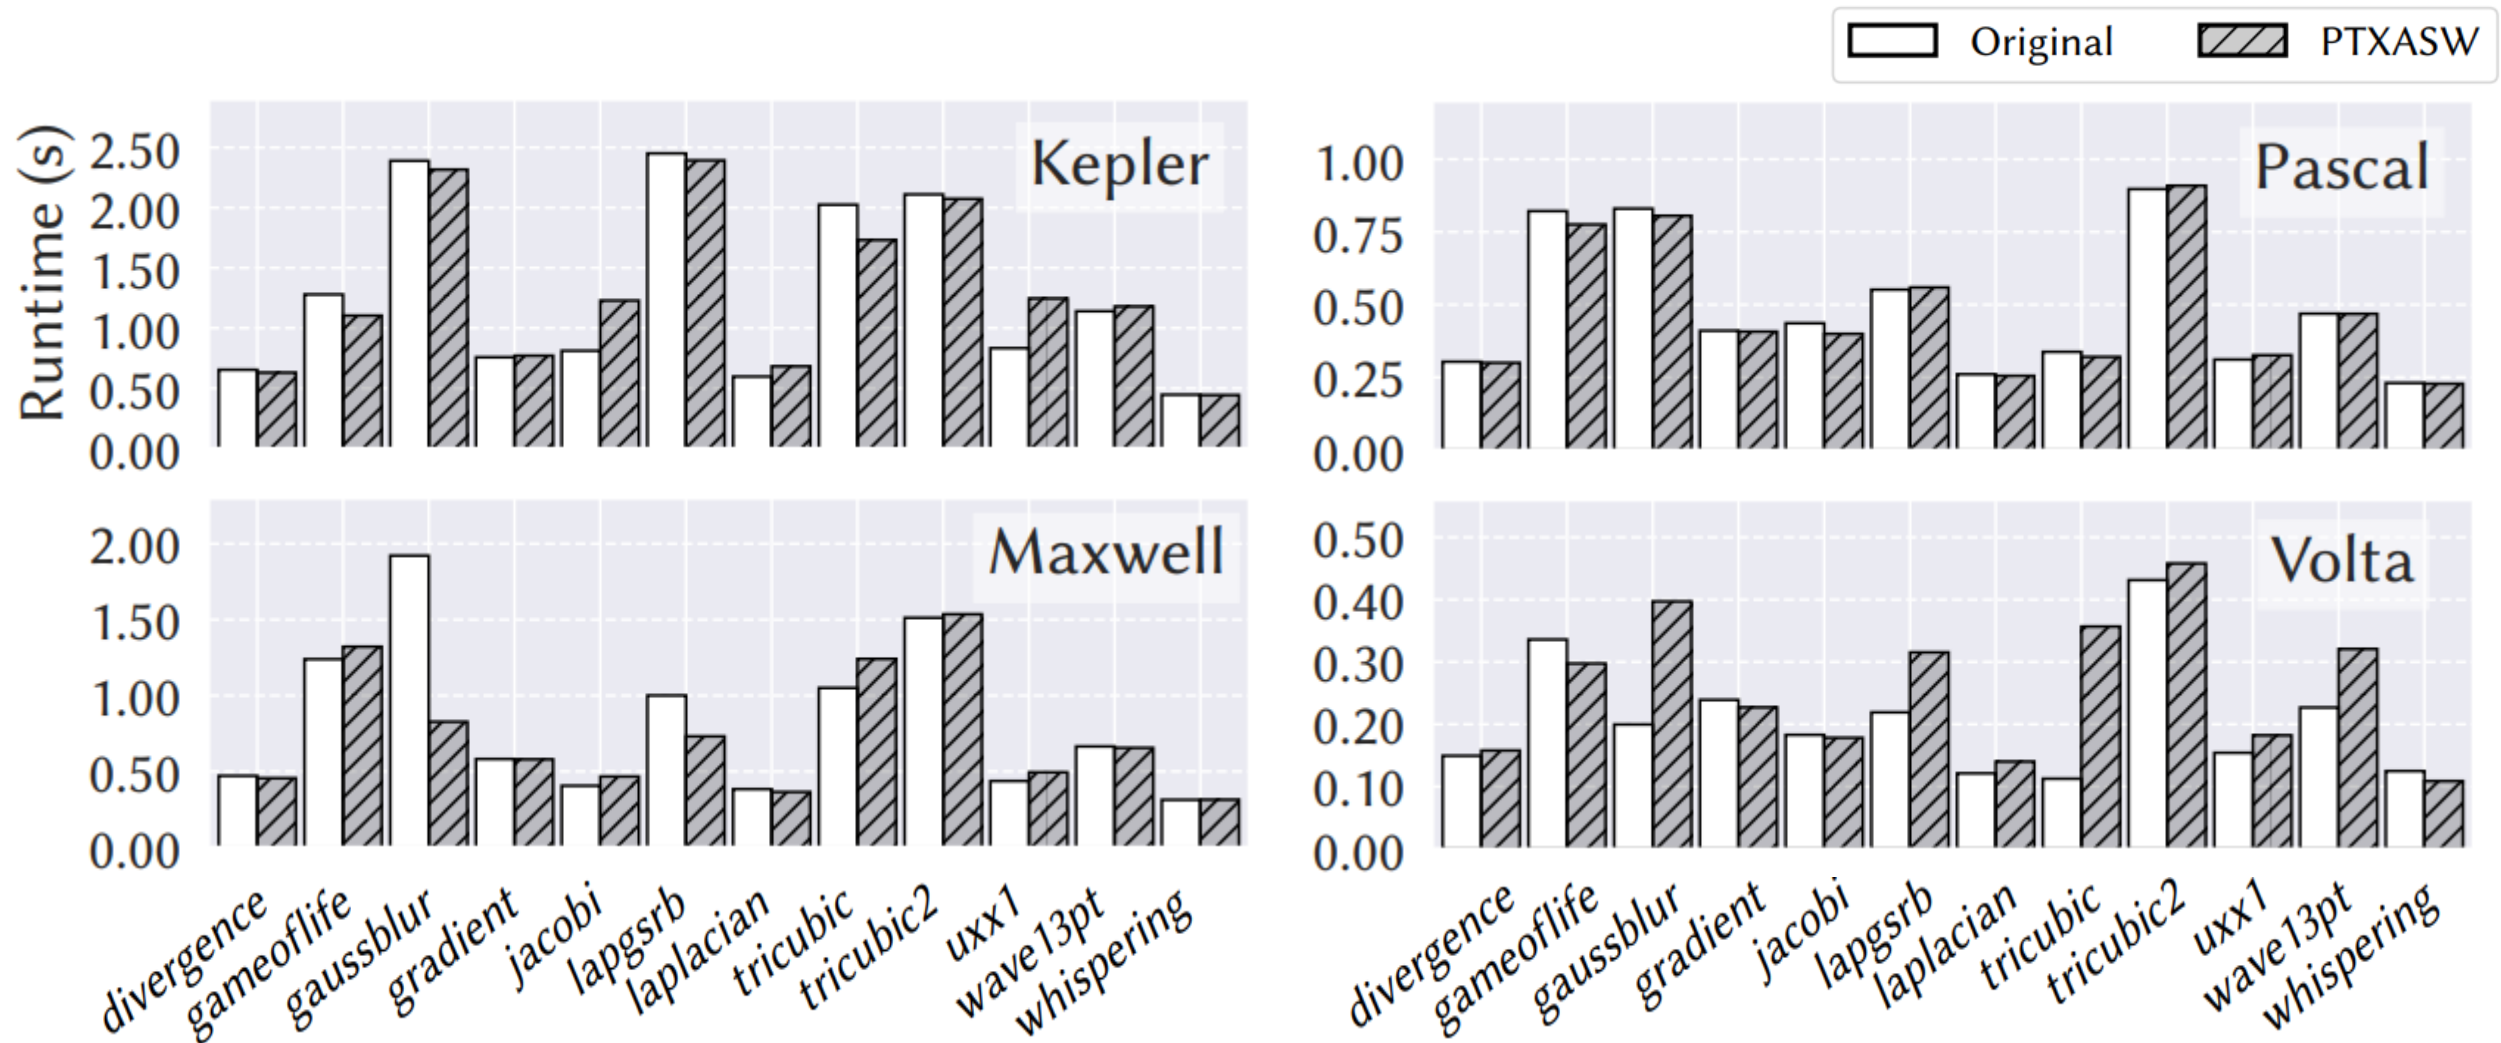 Original PTXASW
Runtime (s)
2.50
2.00
1.50
1.00
0.50
0.00
Kepler
1.00
0.75
0.50
0.25
0.00
Pascal
2.00
1.50
1.00
0.50
0.00
Maxwell
0.50
0.40
0.30
0.20
0.10
0.00
Volta
divergence
gameoflife
gaussblur
gradient
jacobi
lapgsrb
laplacian
tricubic
tricubic2
uxx1
wave13pt
whispering
divergence
gameoflife
gaussblur
gradient
jacobi
lapgsrb
laplacian
tricubic
tricubic2
uxx1
wave13pt
whispering